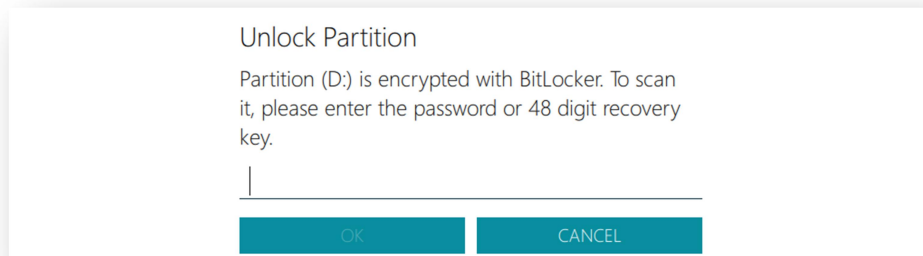 Unlock Partition
Partition (D:) is encrypted with BitLocker. To scan
it, please enter the password or 48 digit recovery
key.
OK
CANCEL